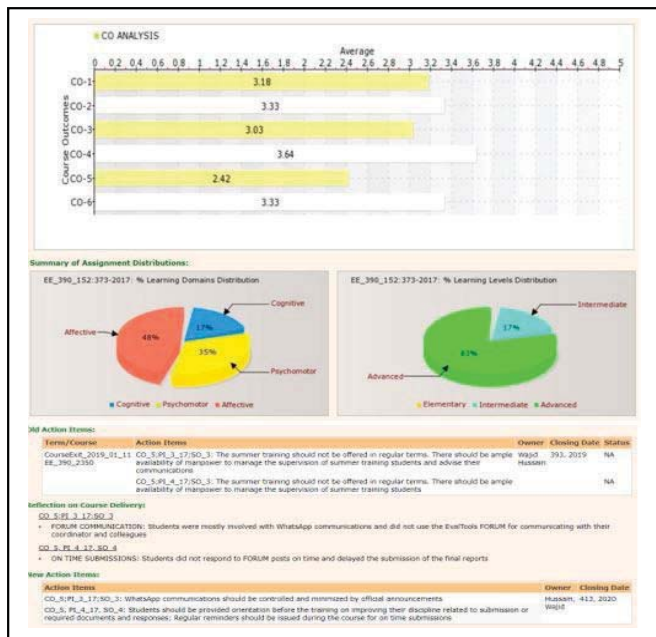 CO ANALYSIS
Average
0 0.2 0.4 0.6 0.8 1 1.2 1.4 1.6 1.8 2 2.2 2.4 2.6 2.8 3 3.2 3.4 3.6 3.8 4 4.2 4.4 4.6 4.8 5
Course Outcomes
CO-1 3.18
CO-2 3.33
CO-3 3.03
CO-4 3.64
CO-5 2.42
CO-6 3.33
Summary of Assignment Distributions:
EE_390_152:373-2017: % Learning Domains Distribution
Cognitive
17%
Affective
48%
35%
Psychomotor
Cognitive Psychomotor Affective
EE_390_152:373-2017: % Learning Levels Distribution
Intermediate
17%
83%
Advanced
Elementary Intermediate Advanced
Old Action Items:
Term/Course Action Items Owner Closing Date Status
CourseExit_2019_01_11 CO_5;PI_3_17;SO_3: The summer training should not be offered in regular terms. There should be ample Wajid 393, 2019 NA
EE_390_2350 availability of manpower to manage the supervision of summer training students and advise their Hussain
communications
CO_5;PI_4_17;SO_3: The summer training should not be offered in regular terms. There should be ample NA
availability of manpower to manage the supervision of summer training students
Reflection on Course Delivery:
CO_5;PI_3_17;SO_3
• FORUM COMMUNICATION: Students were mostly involved with WhatsApp communications and did not use the EvalTools FORUM for communicating with their
coordinator and colleagues
CO_5, PI_4_17, SO_4
• ON TIME SUBMISSIONS: Students did not respond to FORUM posts on time and delayed the submission of the final reports
New Action Items:
Action Items Owner Closing Date
CO_5;PI_3_17;SO_3: WhatsApp communications should be controlled and minimized by official announcements Hussain, 413, 2020
CO_5, PI_4_17, SO_4: Students should be provided orientation before the training on improving their discipline related to submission or Wajid
required documents and responses; Regular reminders should be issued during the course for on time submissions